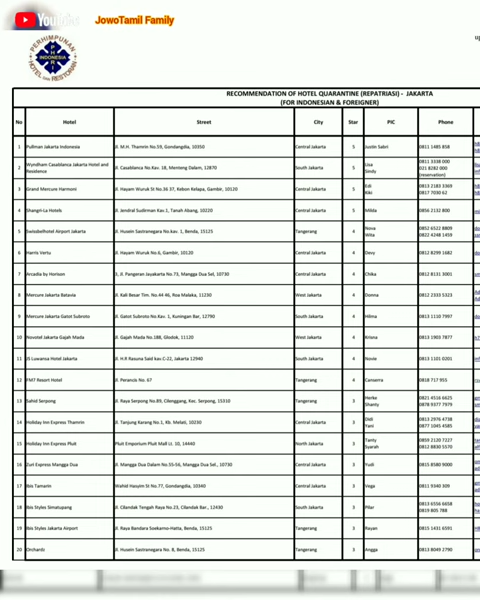 YouTube JowoTamil Family
PERHIMPUNAN
PHRI
INDONESIA
HOTEL DAN RESTORAN
RECOMMENDATION OF HOTEL QUARANTINE (REPATRIASI) - JAKARTA
(FOR INDONESIAN & FOREIGNER)
No Hotel Street City Star PIC Phone
1 Pullman Jakarta Indonesia Jl. M.H. Thamrin No.59, Gondangdia, 10350 Central Jakarta 5 Justin Sabri 0811 1485 858
2 Wyndham Casablanca Jakarta Hotel and Residence Jl. Casablanca No.Kav. 18, Menteng Dalam, 12870 South Jakarta 5 Lisa Sindy 0811 3338 000 021 8282 000 (reservation)
3 Grand Mercure Harmoni Jl. Hayam Wuruk St No.36 37, Kebon Kelapa, Gambir, 10120 Central Jakarta 5 Edi Kiki 0813 2183 3369 0817 7030 62
4 Shangri-La Hotels Jl. Jendral Sudirman Kav 1, Tanah Abang, 10220 Central Jakarta 5 Milda 0856 2132 800
5 Swissbelhotel Airport Jakarta Jl. Husein Sastranegara No.kav. 1, Benda, 15125 Tangerang 4 Nova Wita 0852 6522 8809 0822 4248 1459
6 Harris Vertu Jl. Hayam Wuruk No.6, Gambir, 10120 Central Jakarta 4 Devy 0812 8299 1682
7 Arcadia by Horison 3, Jl. Pangeran Jayakarta No.73, Mangga Dua Sel, 10730 Central Jakarta 4 Chika 0812 8131 3001
8 Mercure Jakarta Batavia Jl. Kali Besar Tim. No.44 46, Roa Malaka, 11230 West Jakarta 4 Donna 0812 2333 5323
9 Mercure Jakarta Gatot Subroto Jl. Gatot Subroto No.Kav. 1, Kuningan Bar, 12790 South Jakarta 4 Hilma 0813 1110 7997
10 Novotel Jakarta Gajah Mada Jl. Gajah Mada No.188, Glodok, 11120 West Jakarta 4 Krisna 0813 1903 7877
11 JS Luwansa Hotel Jakarta Jl. H.R Rasuna Said kav.C-22, Jakarta 12940 South Jakarta 4 Novie 0813 1101 0201
12 FM7 Resort Hotel Jl. Perancis No. 67 Tangerang 4 Canserra 0818 717 955
13 Sahid Serpong Jl. Raya Serpong No.89, Cilenggang, Kec. Serpong, 15310 Tangerang 3 Herke Shanty 0821 4516 6625 0878 9377 7979
14 Holiday Inn Express Thamrin Jl. Tanjung Karang No.1, Kb. Melati, 10230 Central Jakarta 3 Didi Yani 0813 2976 4738 0877 1045 4585
15 Holiday Inn Express Pluit Pluit Emporium-Pluit Mall Lt. 10, 14440 North Jakarta 3 Tanty Syarah 0859 2120 7227 0812 8830 5570
16 Zuri Express Mangga Dua Jl. Mangga Dua Dalam No.55-56, Mangga Dua Sel., 10730 Central Jakarta 3 Yudi 0815 8580 9000
17 Ibis Tamarin Wahid Hasyim St No.77, Gondangdia, 10340 Central Jakarta 3 Vega 0811 9340 309
18 Ibis Styles Simatupang Jl. Cilandak Tengah Raya No.23, Cilandak Bar., 12430 South Jakarta 3 Pilar 0813 6556 6658 0819 805 788
19 Ibis Styles Jakarta Airport Jl. Raya Bandara Soekarno-Hatta, Benda, 15125 Tangerang 3 Rayan 0815 1431 6591
20 Orchardz Jl. Husein Sastranegara No. 8, Benda, 15125 Tangerang 3 Angga 0813 8049 2790